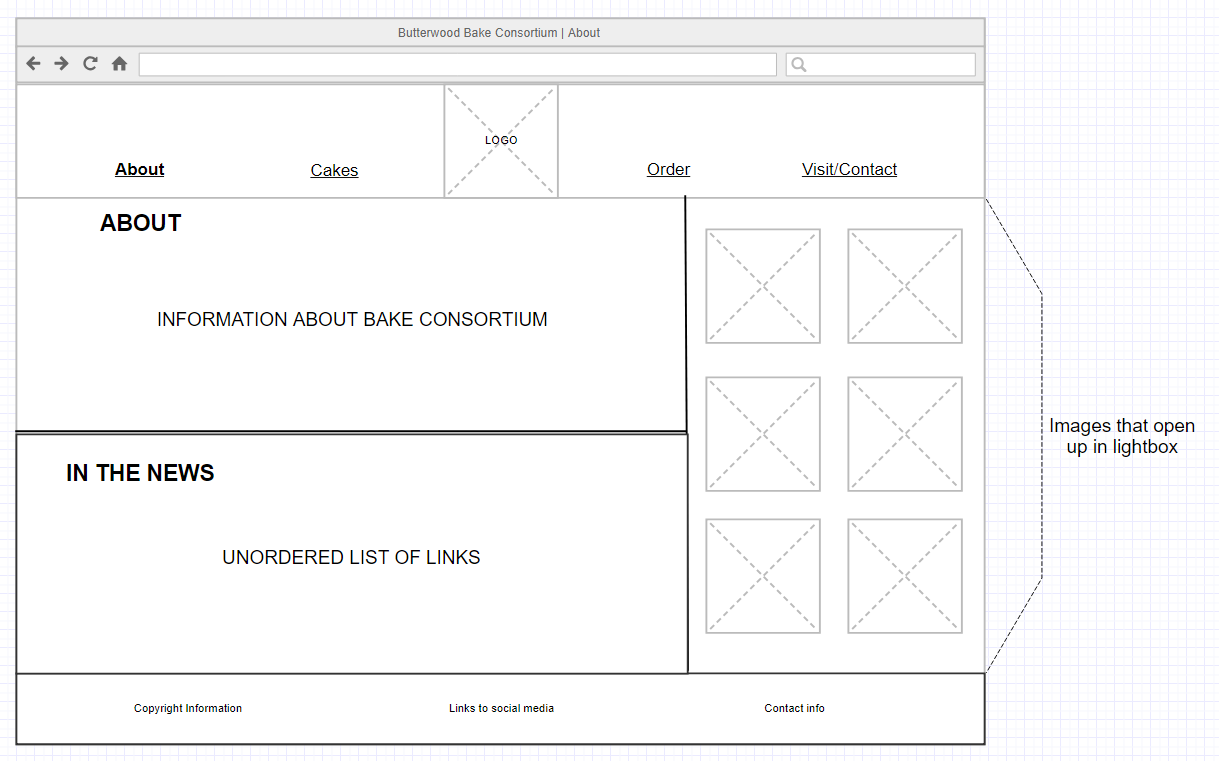 Butterwood Bake Consortium | About
LOGO
About
Cakes
Order
Visit/Contact
ABOUT
INFORMATION ABOUT BAKE CONSORTIUM
IN THE NEWS
UNORDERED LIST OF LINKS
Images that open
up in lightbox
Copyright Information
Links to social media
Contact info